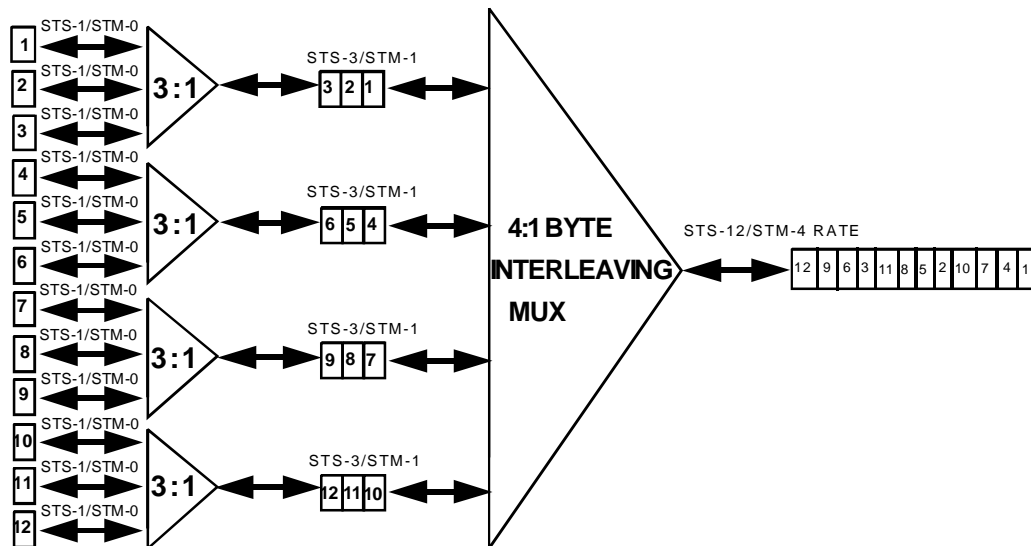 STS-1/STM-0
1
STS-1/STM-0
2
3:1
STS-1/STM-0
3
STS-3/STM-1
3 2 1
STS-1/STM-0
4
STS-1/STM-0
5
3:1
STS-1/STM-0
6
STS-3/STM-1
6 5 4
STS-1/STM-0
7
STS-1/STM-0
8
3:1
STS-1/STM-0
9
STS-3/STM-1
9 8 7
STS-1/STM-0
10
STS-1/STM-0
11
3:1
STS-1/STM-0
12
STS-3/STM-1
12 11 10
4:1 BYTE
INTERLEAVING
MUX
STS-12/STM-4 RATE
12 9 6 3 11 8 5 2 10 7 4 1